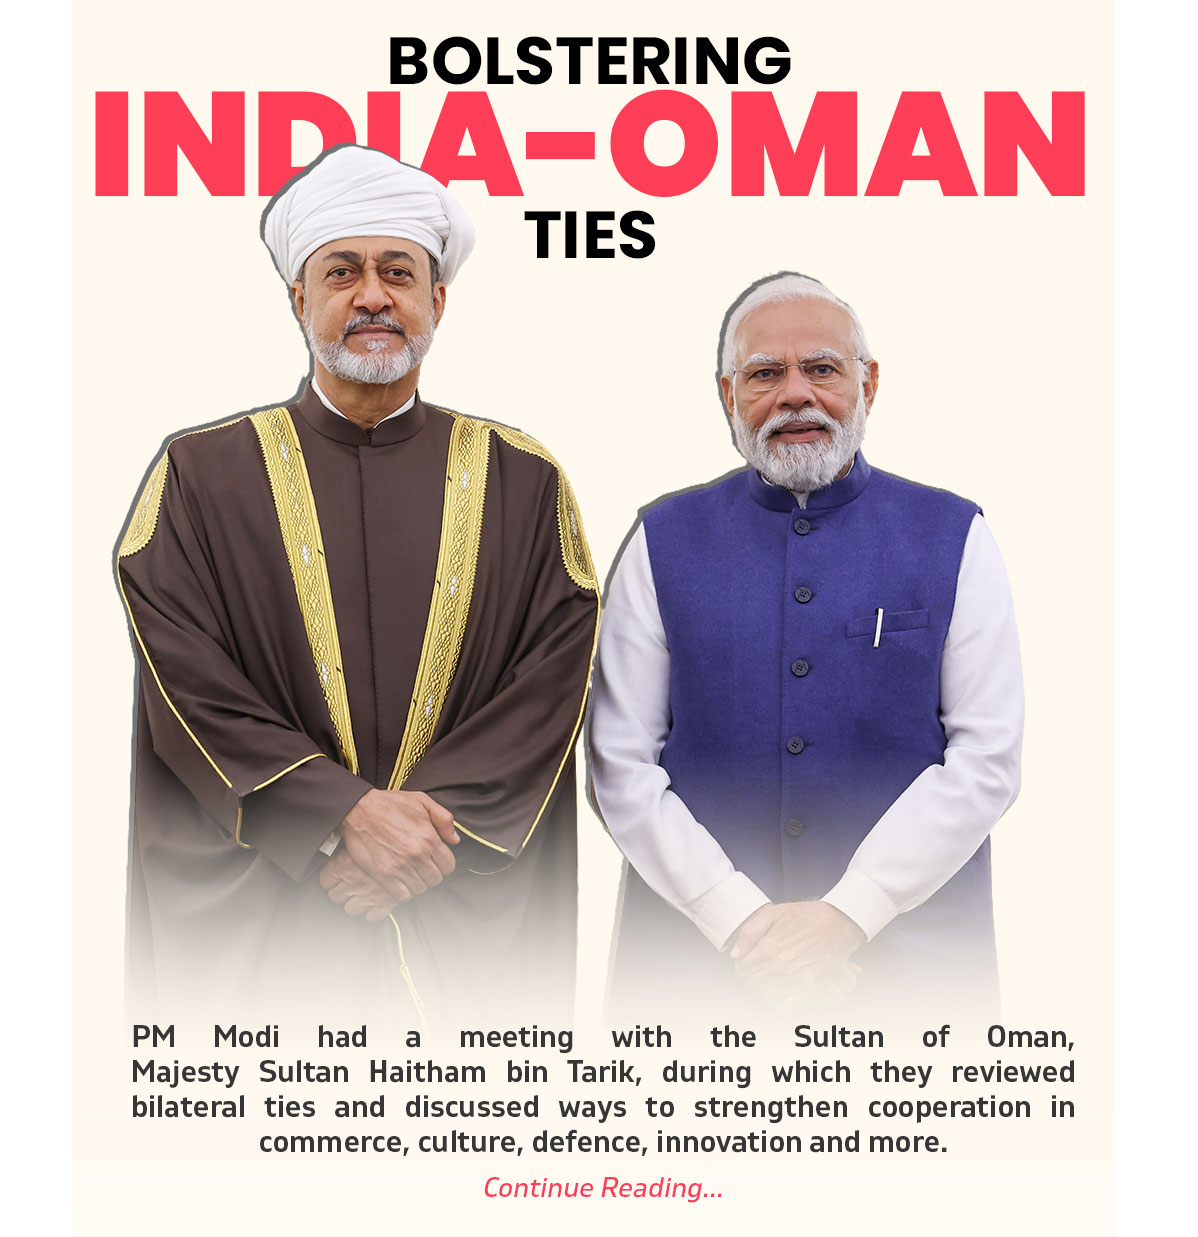 BOLSTERING
INDIA-OMAN
TIES
PM Modi had a meeting with the Sultan of Oman,
Majesty Sultan Haitham bin Tarik, during which they reviewed
bilateral ties and discussed ways to strengthen cooperation in
commerce, culture, defence, innovation and more.
Continue Reading...